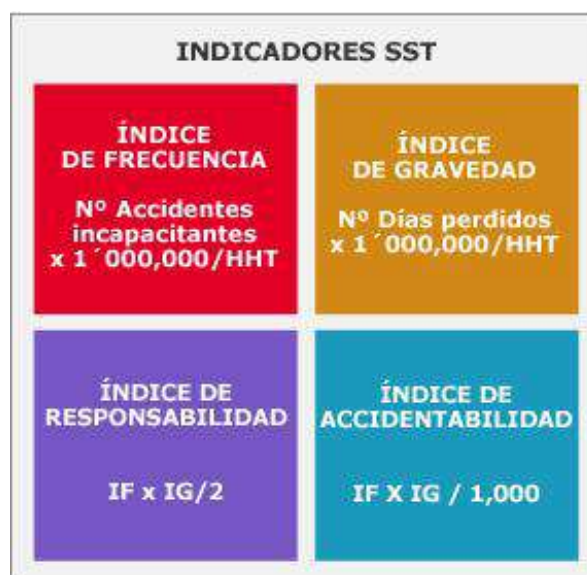 INDICADORES SST
ÍNDICE
DE FRECUENCIA
Nº Accidentes
incapacitantes
x 1´000,000/HHT
ÍNDICE
DE GRAVEDAD
Nº Días perdidos
x 1´000,000/HHT
ÍNDICE DE
RESPONSABILIDAD
IF x IG/2
ÍNDICE DE
ACCIDENTABILIDAD
IF X IG / 1,000